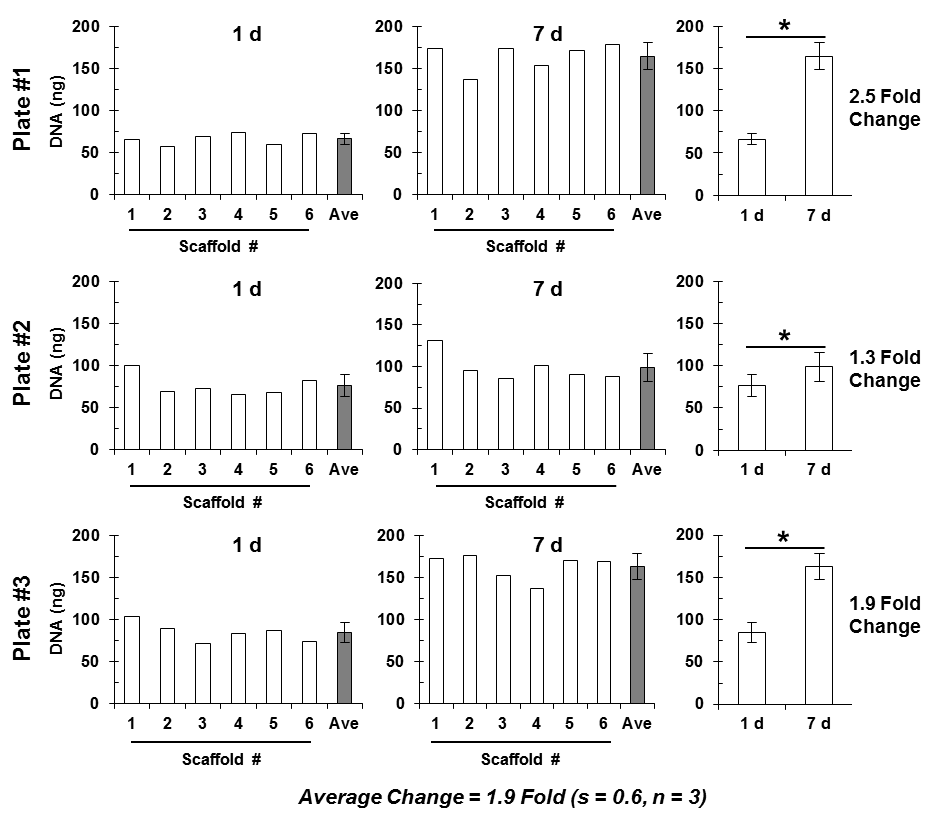 1 d
7 d
*
Plate #1
DNA (ng)
200
150
100
50
0
200
150
100
50
0
200
150
100
50
0
2.5 Fold
Change
1 2 3 4 5 6 Ave
1 2 3 4 5 6 Ave
1 d 7 d
Scaffold #
Scaffold #
1 d
7 d
*
Plate #2
DNA (ng)
200
150
100
50
0
200
150
100
50
0
200
150
100
50
0
1.3 Fold
Change
1 2 3 4 5 6 Ave
1 2 3 4 5 6 Ave
1 d 7 d
Scaffold #
Scaffold #
1 d
7 d
*
Plate #3
DNA (ng)
200
150
100
50
0
200
150
100
50
0
200
150
100
50
0
1.9 Fold
Change
1 2 3 4 5 6 Ave
1 2 3 4 5 6 Ave
1 d 7 d
Scaffold #
Scaffold #
Average Change = 1.9 Fold (s = 0.6, n = 3)